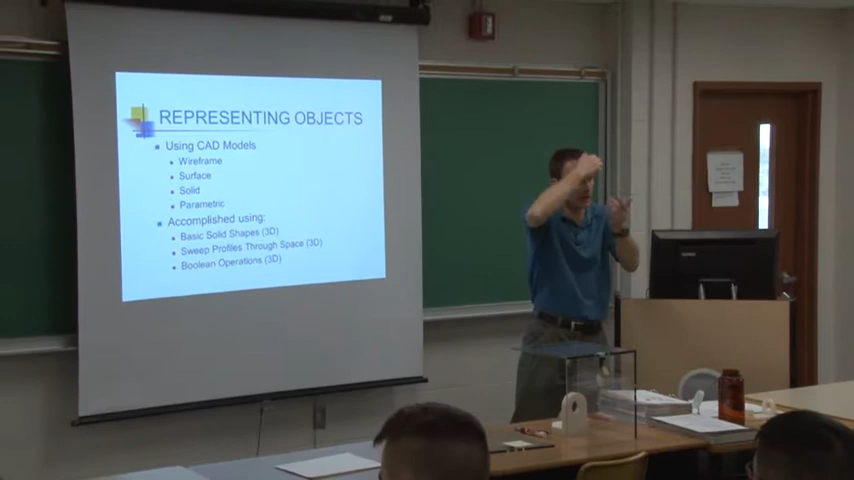 REPRESENTING OBJECTS
Using CAD Models
Wireframe
Surface
Solid
Parametric
Accomplished using:
Basic Solid Shapes (3D)
Sweep Profiles Through Space (3D)
Boolean Operations (3D)